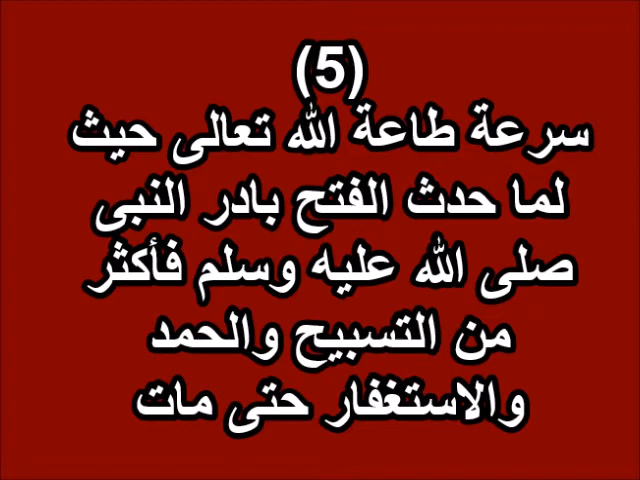 (5)
سرعة طاعة الله تعالى حيث
لما حدث الفتح بادر النبى
صلى الله عليه وسلم فأكثر
من التسبيح والحمد
والاستغفار حتى مات